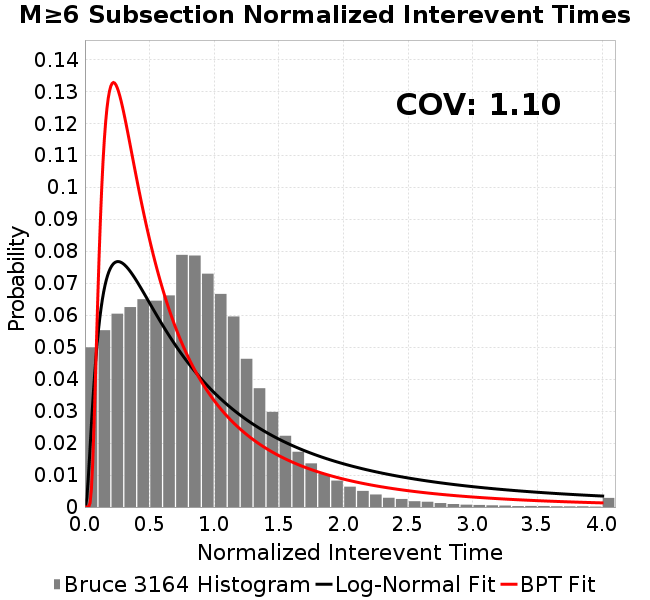 M≥6 Subsection Normalized Interevent Times
COV: 1.10
Probability
0.14
0.13
0.12
0.11
0.1
0.09
0.08
0.07
0.06
0.05
0.04
0.03
0.02
0.01
0
0.0 0.5 1.0 1.5 2.0 2.5 3.0 3.5 4.0
Normalized Interevent Time
Bruce 3164 Histogram Log-Normal Fit BPT Fit